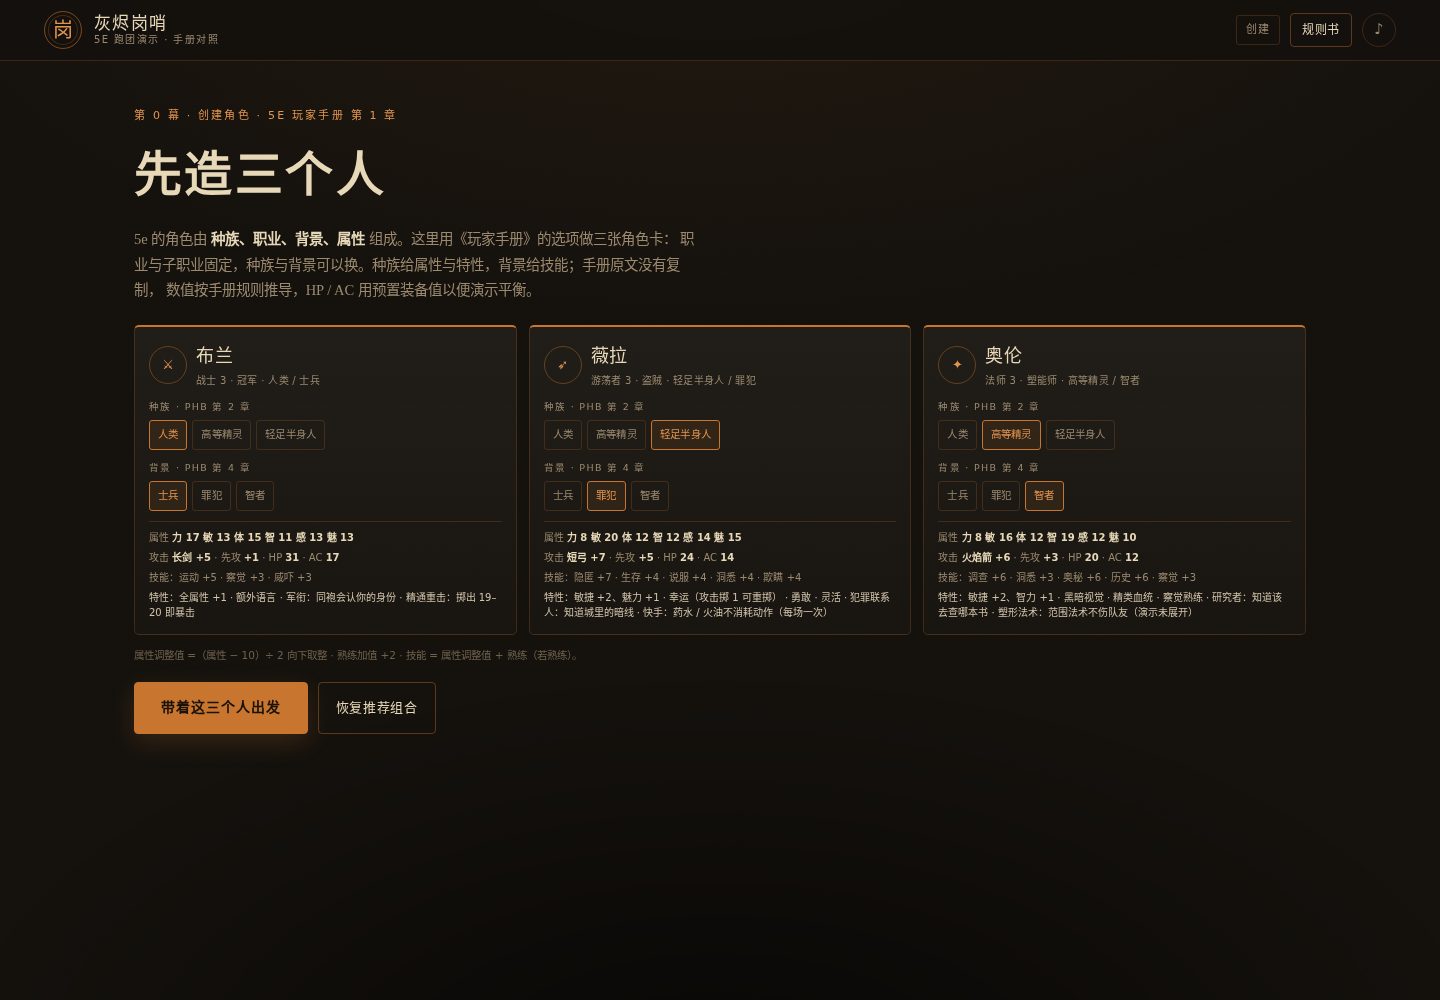 岗 灰烬岗哨
5E 跑团演示 · 手册对照
创建 规则书 ♪
第 0 幕 · 创建角色 · 5E 玩家手册 第 1 章
先造三个人
5e 的角色由 种族、职业、背景、属性 组成。这里用《玩家手册》的选项做三张角色卡： 职
业与子职业固定，种族与背景可以换。种族给属性与特性，背景给技能；手册原文没有复
制， 数值按手册规则推导，HP / AC 用预置装备值以便演示平衡。
⚔ 布兰
战士 3 · 冠军 · 人类 / 士兵
种族 · PHB 第 2 章
人类 高等精灵 轻足半身人
背景 · PHB 第 4 章
士兵 罪犯 智者
属性 力 17 敏 13 体 15 智 11 感 13 魅 13
攻击 长剑 +5 · 先攻 +1 · HP 31 · AC 17
技能：运动 +5 · 察觉 +3 · 威吓 +3
特性：全属性 +1 · 额外语言 · 军衔：同袍会认你的身份 · 精通重击：掷出 19–
20 即暴击
➶ 薇拉
游荡者 3 · 盗贼 · 轻足半身人 / 罪犯
种族 · PHB 第 2 章
人类 高等精灵 轻足半身人
背景 · PHB 第 4 章
士兵 罪犯 智者
属性 力 8 敏 20 体 12 智 12 感 14 魅 15
攻击 短弓 +7 · 先攻 +5 · HP 24 · AC 14
技能：隐匿 +7 · 生存 +4 · 说服 +4 · 洞悉 +4 · 欺瞒 +4
特性：敏捷 +2、魅力 +1 · 幸运（攻击掷 1 可重掷） · 勇敢 · 灵活 · 犯罪联系
人：知道城里的暗线 · 快手：药水 / 火油不消耗动作（每场一次）
✦ 奥伦
法师 3 · 塑能师 · 高等精灵 / 智者
种族 · PHB 第 2 章
人类 高等精灵 轻足半身人
背景 · PHB 第 4 章
士兵 罪犯 智者
属性 力 8 敏 16 体 12 智 19 感 12 魅 10
攻击 火焰箭 +6 · 先攻 +3 · HP 20 · AC 12
技能：调查 +6 · 洞悉 +3 · 奥秘 +6 · 历史 +6 · 察觉 +3
特性：敏捷 +2、智力 +1 · 黑暗视觉 · 精类血统 · 察觉熟练 · 研究者：知道该
去查哪本书 · 塑形法术：范围法术不伤队友（演示未展开）
属性调整值 =（属性 − 10）÷ 2 向下取整 · 熟练加值 +2 · 技能 = 属性调整值 + 熟练（若熟练）。
带着这三个人出发 恢复推荐组合